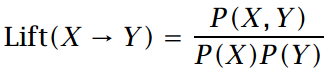 Lift(X → Y) = P(X, Y) / P(X)P(Y)